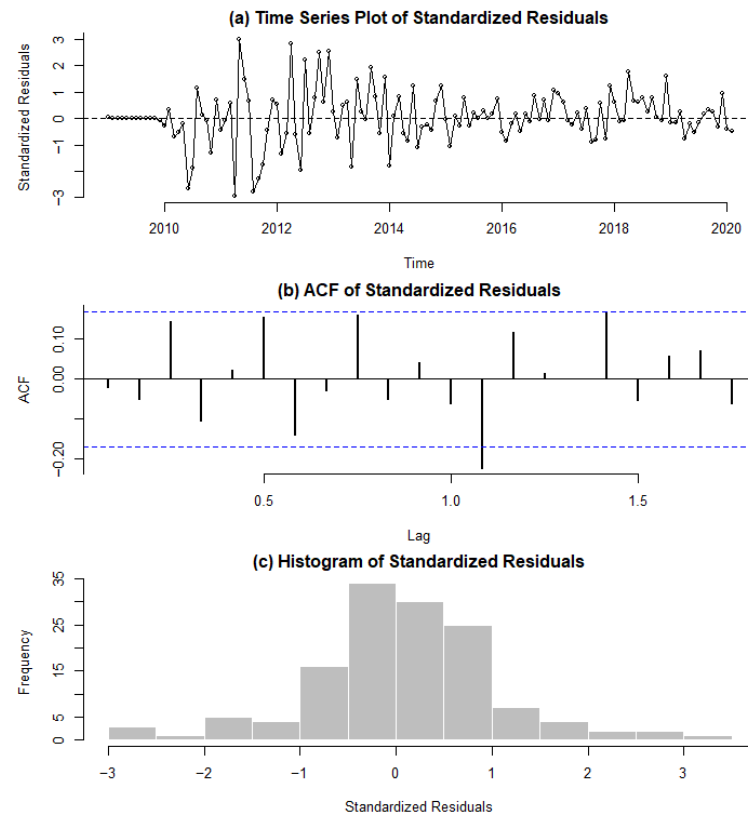 (a) Time Series Plot of Standardized Residuals
Standardized Residuals
3
2
1
0
−1
−3
2010 2012 2014 2016 2018 2020
Time
(b) ACF of Standardized Residuals
ACF
0.10
0.00
−0.20
0.5 1.0 1.5
Lag
(c) Histogram of Standardized Residuals
Frequency
35
25
15
5
0
−3 −2 −1 0 1 2 3
Standardized Residuals